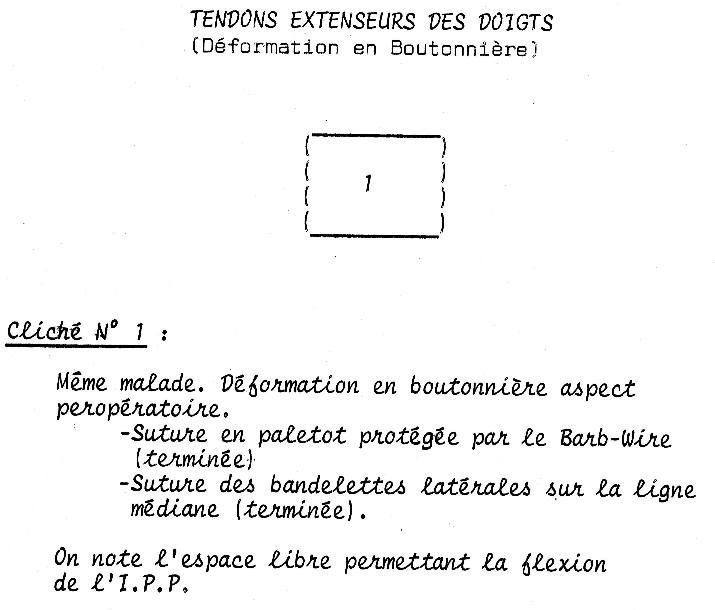 TENDONS EXTENSEURS DES DOIGTS
(Déformation en Boutonnière)
1
Cliché N° 1 :
Même malade. Déformation en boutonnière aspect
peropératoire.
-Suture en paletot protégée par le Barb-Wire
(terminée)
-Suture des bandelettes latérales sur la ligne
médiane (terminée).
On note l'espace libre permettant la flexion
de l'I.P.P.